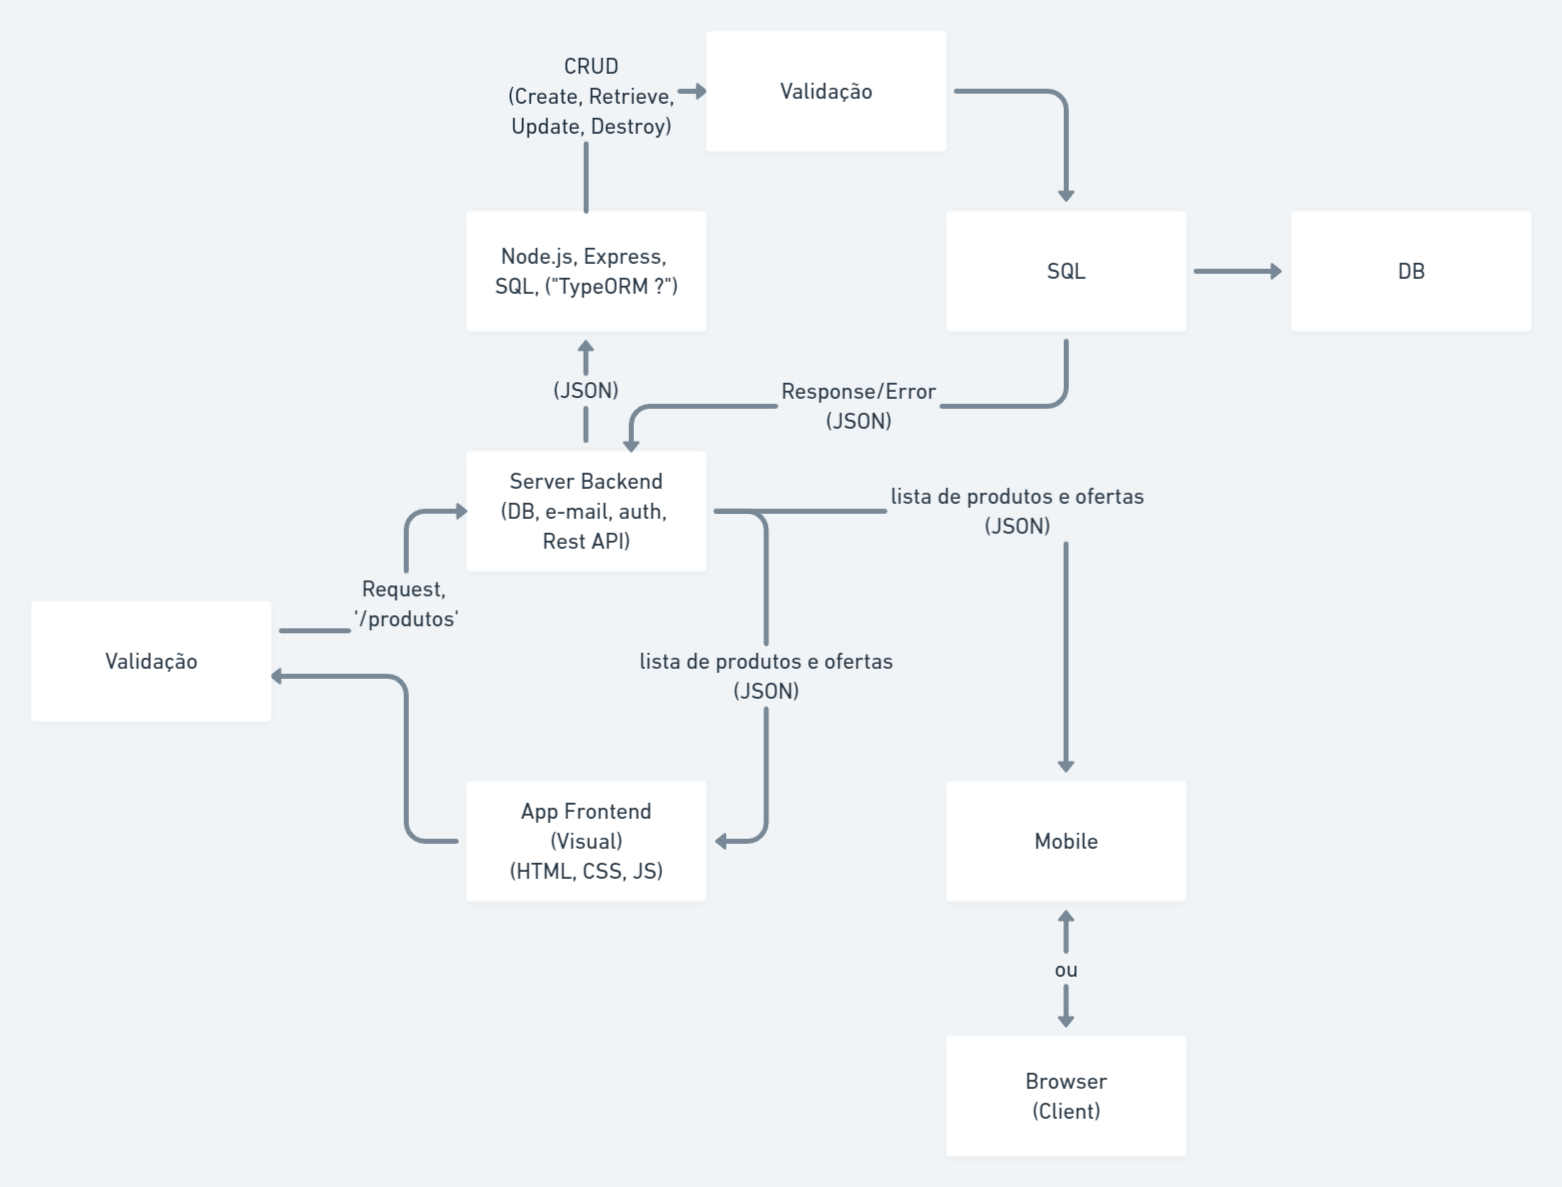 CRUD
(Create, Retrieve,
Update, Destroy)
Validação
Node.js, Express,
SQL, ("TypeORM ?")
SQL
DB
(JSON)
Response/Error
(JSON)
Server Backend
(DB, e-mail, auth,
Rest API)
lista de produtos e ofertas
(JSON)
Request,
'/produtos'
Validação
lista de produtos e ofertas
(JSON)
App Frontend
(Visual)
(HTML, CSS, JS)
Mobile
ou
Browser
(Client)